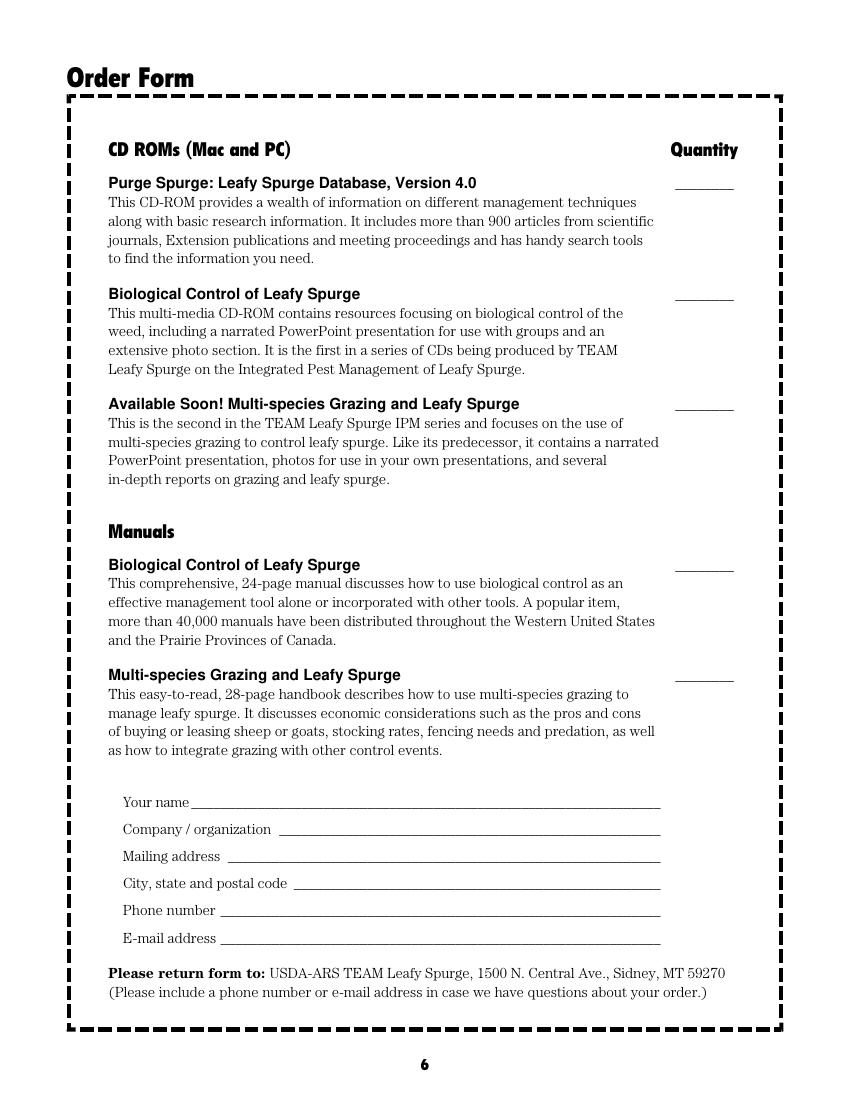 Order Form
CD ROMs (Mac and PC) Quantity
Purge Spurge: Leafy Spurge Database, Version 4.0 ________
This CD-ROM provides a wealth of information on different management techniques
along with basic research information. It includes more than 900 articles from scientific
journals, Extension publications and meeting proceedings and has handy search tools
to find the information you need.
Biological Control of Leafy Spurge ________
This multi-media CD-ROM contains resources focusing on biological control of the
weed, including a narrated PowerPoint presentation for use with groups and an
extensive photo section. It is the first in a series of CDs being produced by TEAM
Leafy Spurge on the Integrated Pest Management of Leafy Spurge.
Available Soon! Multi-species Grazing and Leafy Spurge ________
This is the second in the TEAM Leafy Spurge IPM series and focuses on the use of
multi-species grazing to control leafy spurge. Like its predecessor, it contains a narrated
PowerPoint presentation, photos for use in your own presentations, and several
in-depth reports on grazing and leafy spurge.
Manuals
Biological Control of Leafy Spurge ________
This comprehensive, 24-page manual discusses how to use biological control as an
effective management tool alone or incorporated with other tools. A popular item,
more than 40,000 manuals have been distributed throughout the Western United States
and the Prairie Provinces of Canada.
Multi-species Grazing and Leafy Spurge ________
This easy-to-read, 28-page handbook describes how to use multi-species grazing to
manage leafy spurge. It discusses economic considerations such as the pros and cons
of buying or leasing sheep or goats, stocking rates, fencing needs and predation, as well
as how to integrate grazing with other control events.
Your name ________
Company / organization ________
Mailing address ________
City, state and postal code ________
Phone number ________
E-mail address ________
Please return form to: USDA-ARS TEAM Leafy Spurge, 1500 N. Central Ave., Sidney, MT 59270
(Please include a phone number or e-mail address in case we have questions about your order.)
6